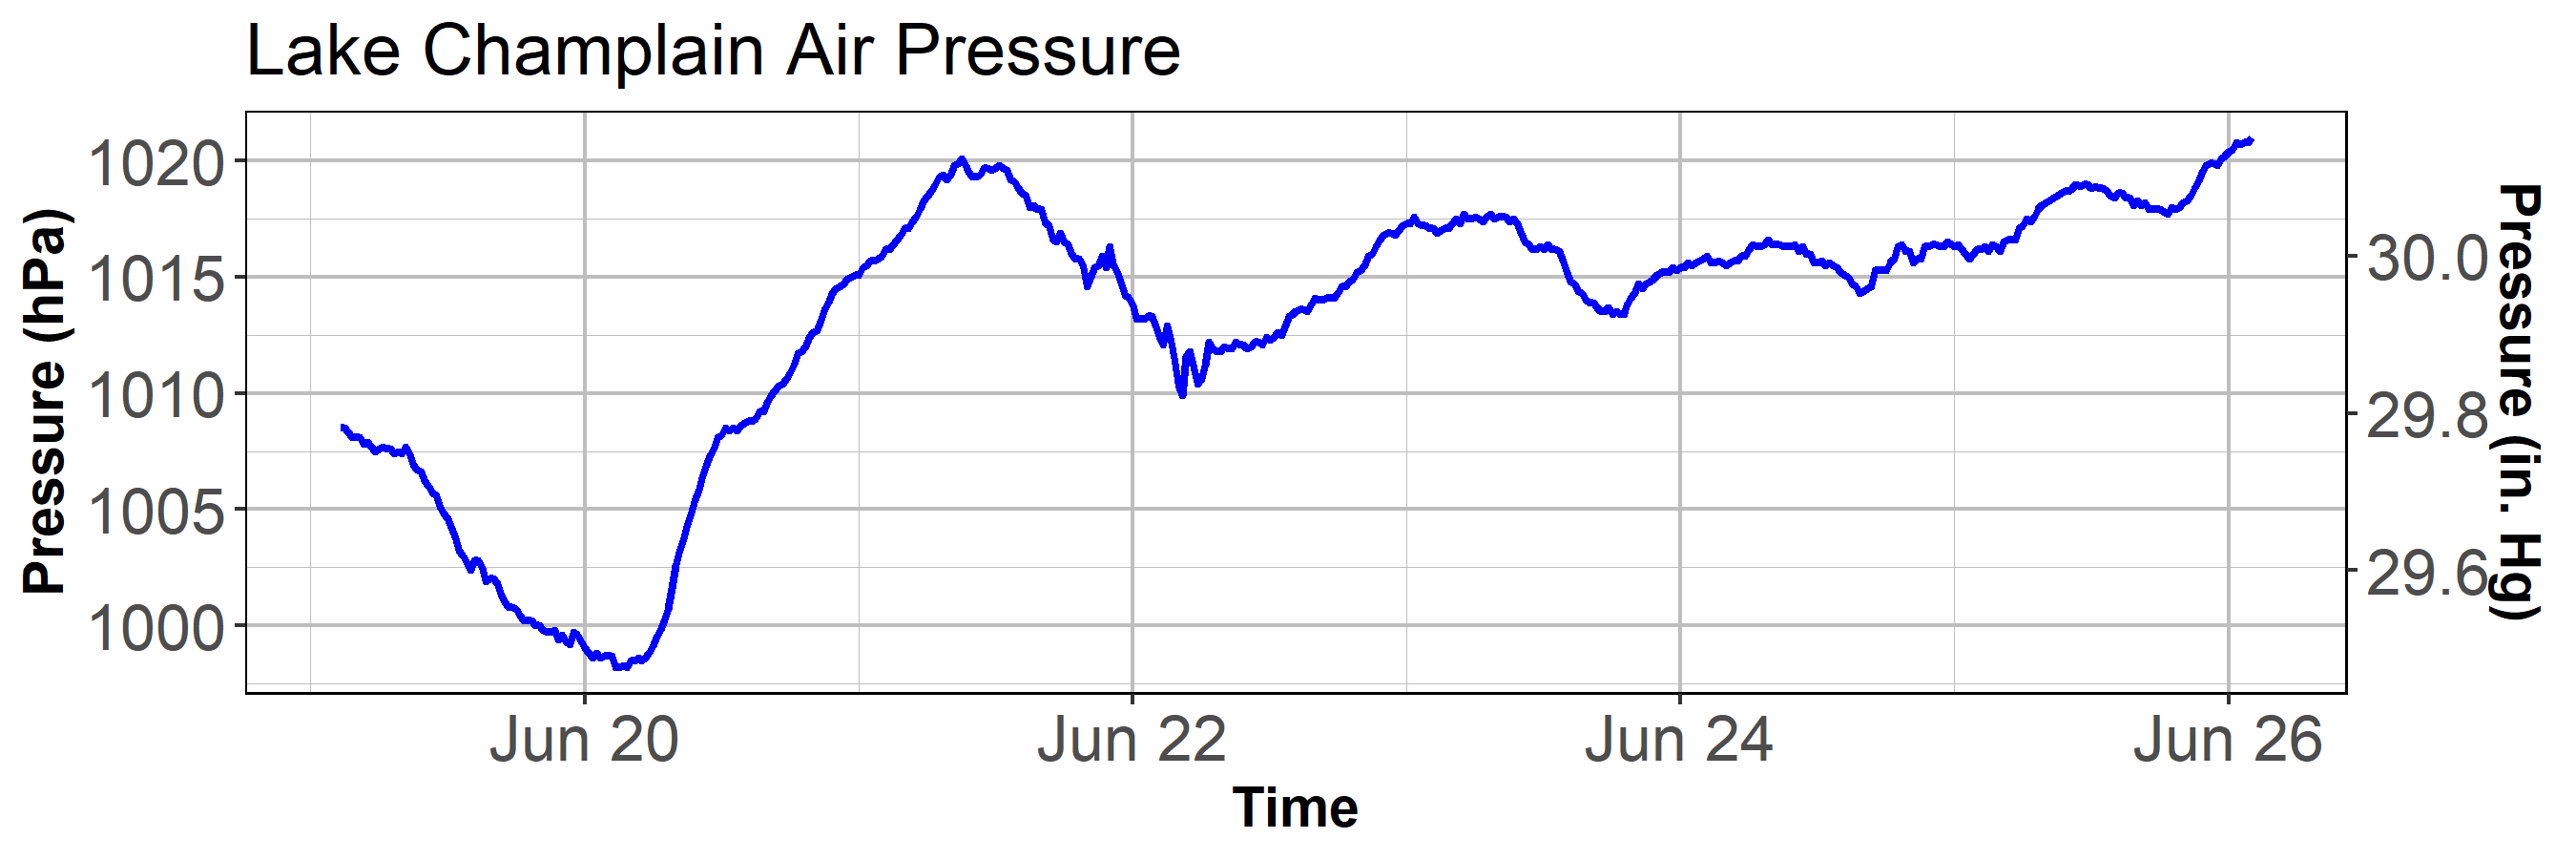 Lake Champlain Air Pressure
Pressure (hPa)
1020
1015
1010
1005
1000
30.0
29.8
29.6
Pressure (in. Hg)
Jun 20
Jun 22
Jun 24
Jun 26
Time